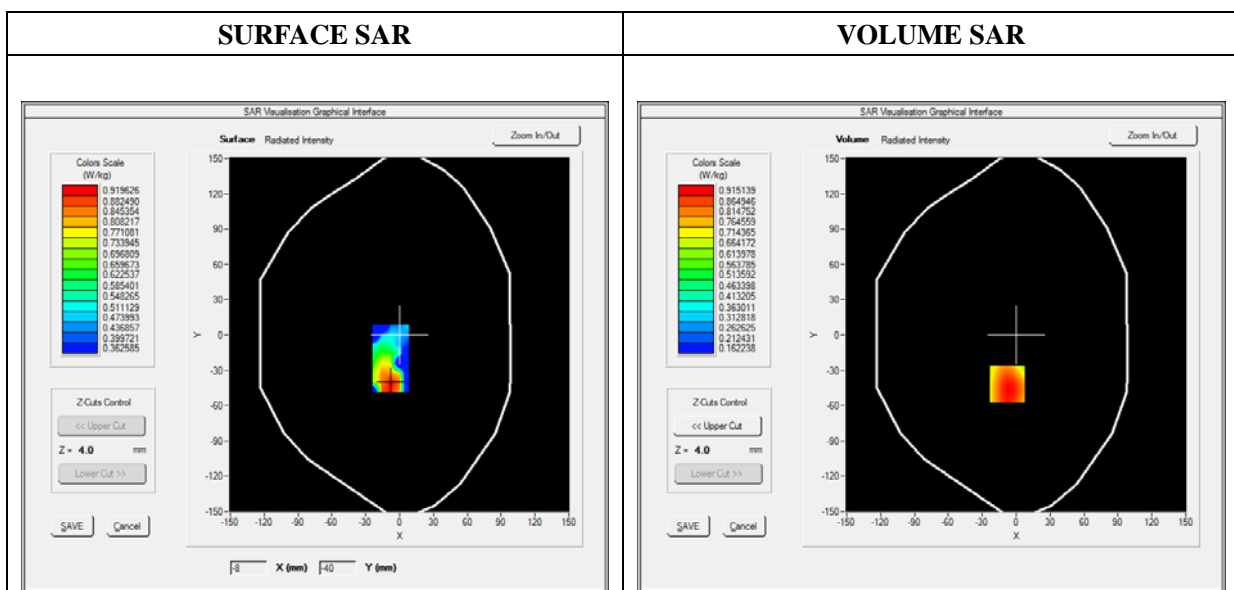 SURFACE SAR
VOLUME SAR
SAR Visualisation Graphical Interface
Surface Radiated Intensity
Zoom In/Out
Colors Scale
(W/kg)
0.919626
0.882490
0.845354
0.808217
0.771081
0.733945
0.696809
0.659673
0.622537
0.585401
0.548265
0.511129
0.473993
0.436857
0.399721
0.362585
Z-Cuts Control
<< Upper Cut
Z = 4.0 mm
Lower Cut >>
SAVE Cancel
150
120
90
60
30
0
-30
-60
-90
-120
-150
Y
-150 -120 -90 -60 -30 0 30 60 90 120 150
X
-8 X (mm) -40 Y (mm)
SAR Visualisation Graphical Interface
Volume Radiated Intensity
Zoom In/Out
Colors Scale
(W/kg)
0.915139
0.864946
0.814752
0.764559
0.714365
0.664172
0.613978
0.563785
0.513592
0.463398
0.413205
0.363011
0.312818
0.262625
0.212431
0.162238
Z-Cuts Control
<< Upper Cut
Z = 4.0 mm
Lower Cut >>
SAVE Cancel
150
120
90
60
30
0
-30
-60
-90
-120
-150
Y
-150 -120 -90 -60 -30 0 30 60 90 120 150
X